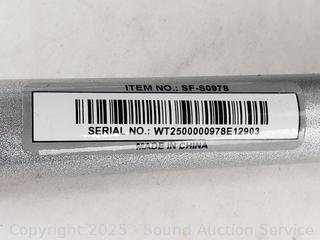 ITEM NO.: SF-S0978
SERIAL NO.: WT2500000978E12903
MADE IN CHINA
Copyright 2025 - Sound Auction Service